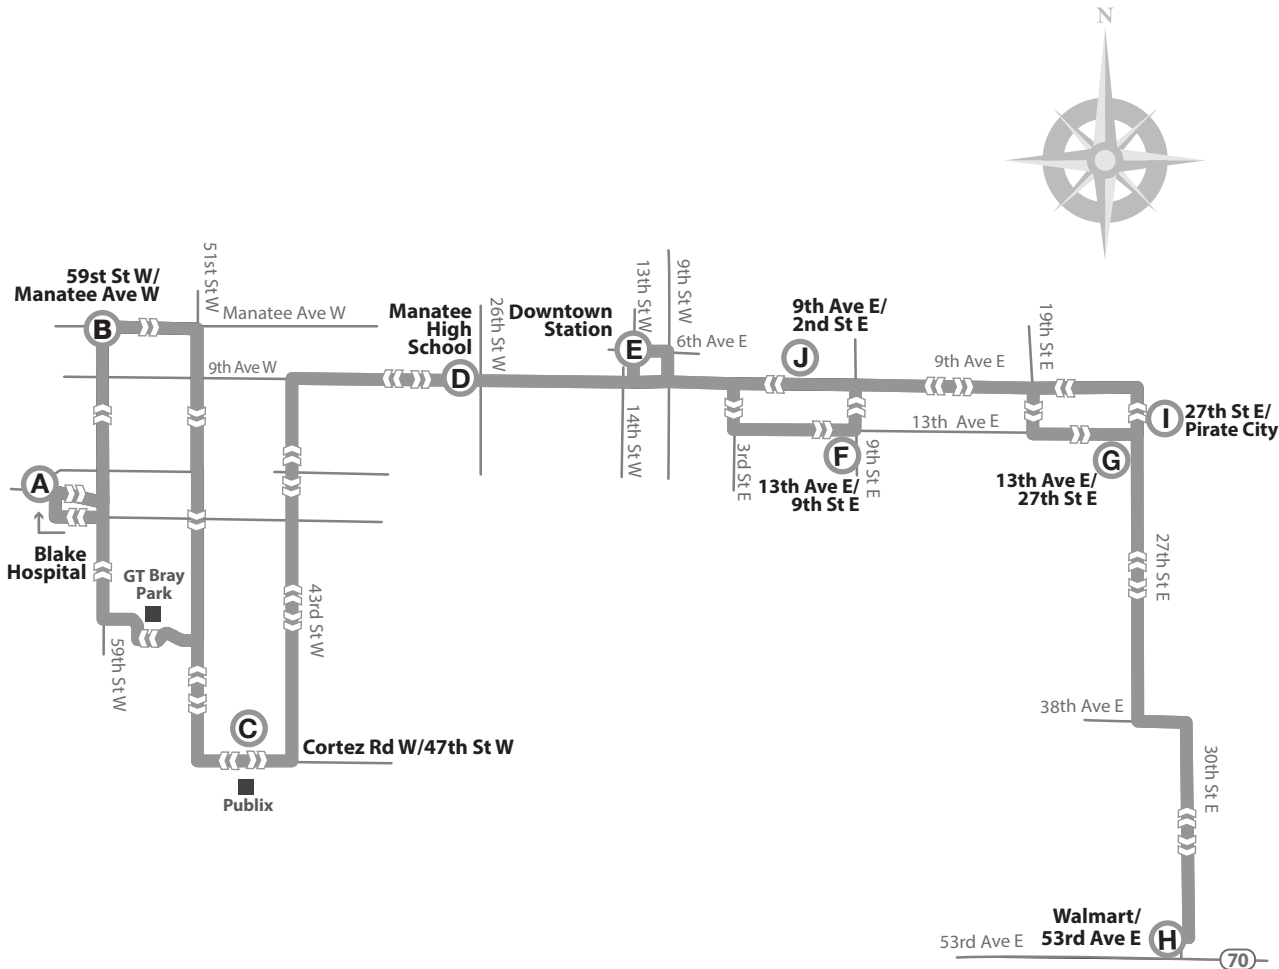 N
59st St W/
Manatee Ave W
B
51st St W
Manatee Ave W
9th Ave W
Manatee
High
School
D
26th St W
Downtown
Station
E
13th St W
9th St W
6th Ave E
14th St W
9th Ave E/
2nd St E
J
9th Ave E
19th St E
I
27th St E/
Pirate City
3rd St E
F
9th St E
13th Ave E
13th Ave E/
9th St E
G
13th Ave E/
27th St E
A
Blake
Hospital
GT Bray
Park
59th St W
43rd St W
27th St E
C
Cortez Rd W/47th St W
Publix
38th Ave E
30th St E
Walmart/
53rd Ave E
H
53rd Ave E
70